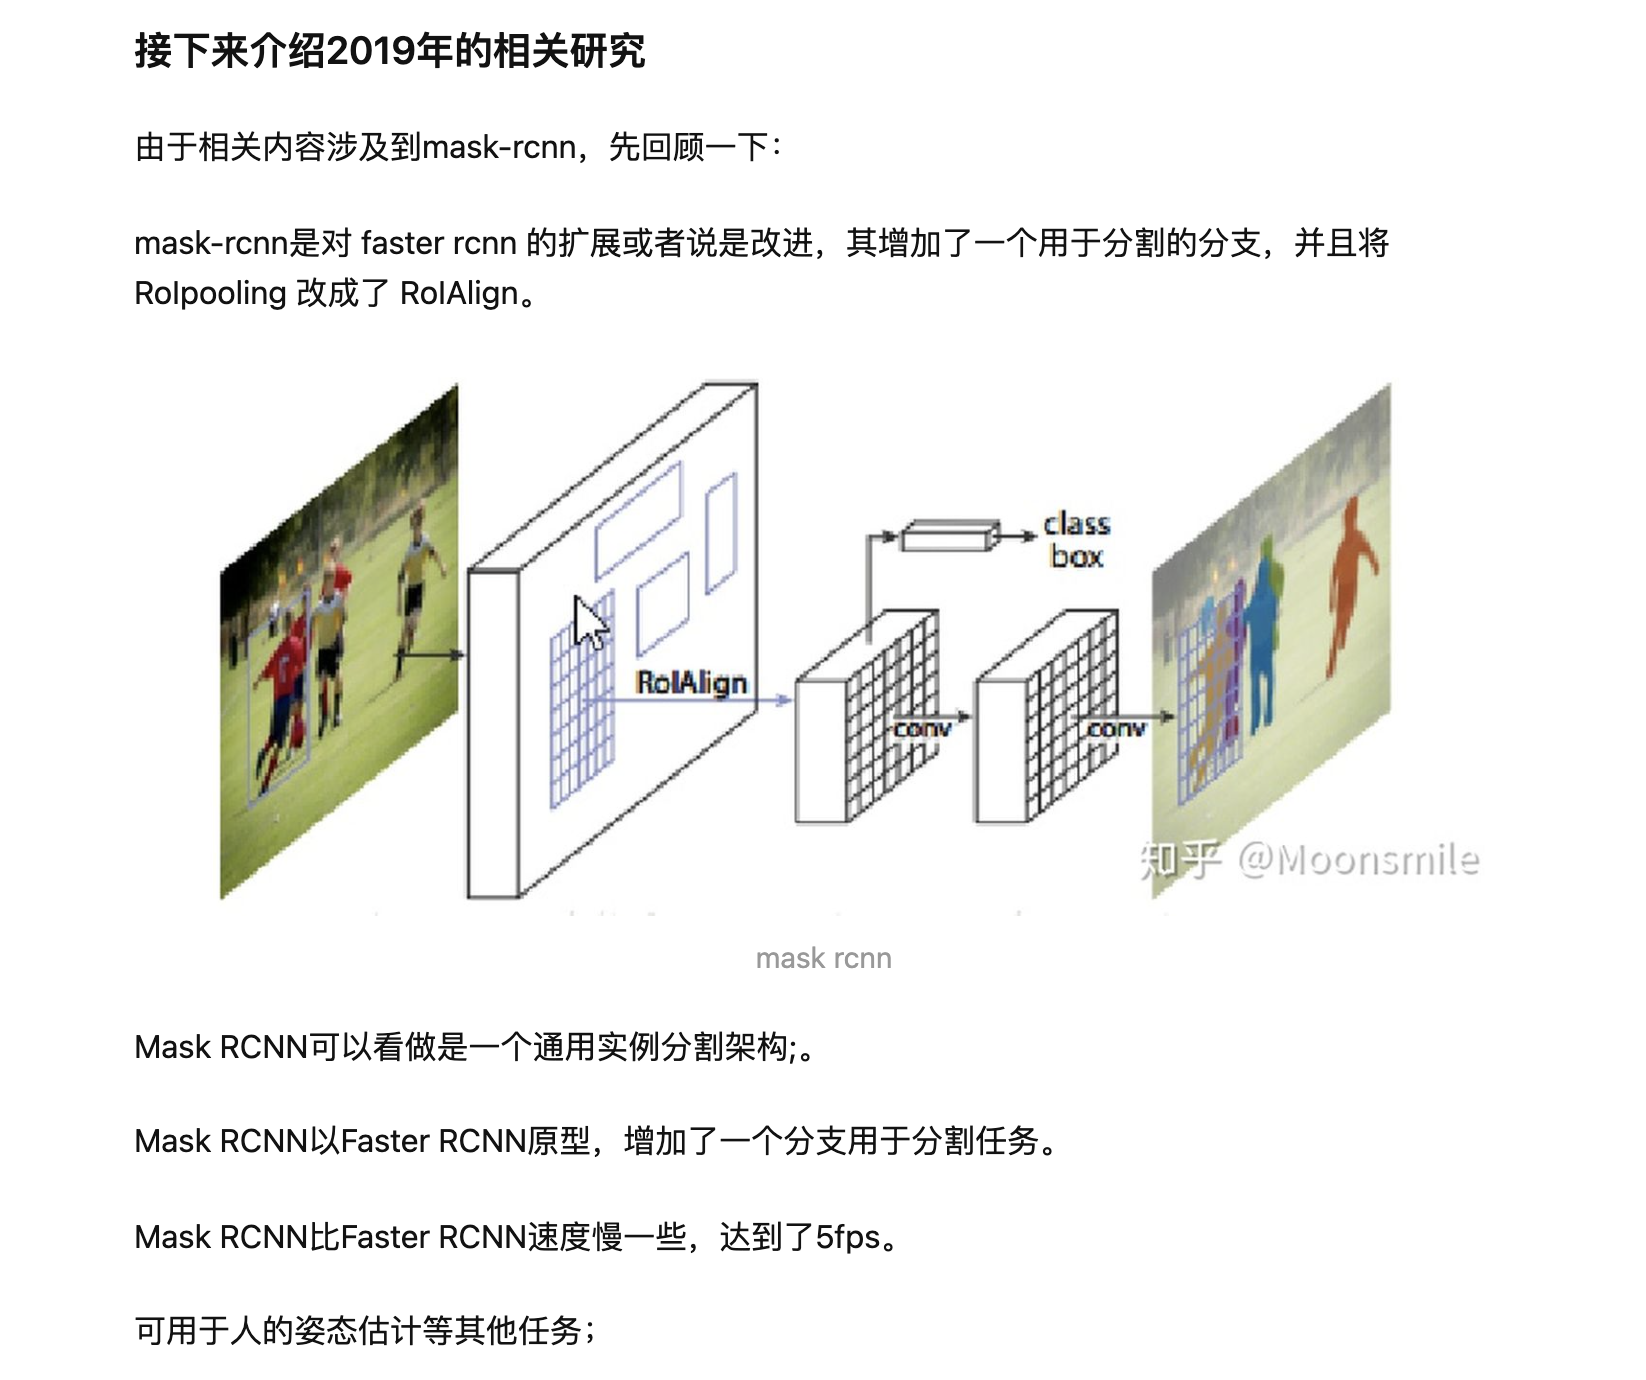 接下来介绍2019年的相关研究
由于相关内容涉及到mask-rcnn，先回顾一下：
mask-rcnn是对 faster rcnn 的扩展或者说是改进，其增加了一个用于分割的分支，并且将
RoIpooling 改成了 RoIAlign。
class
box
RoIAlign
conv
conv
知乎 @Moonsmile
mask rcnn
Mask RCNN可以看做是一个通用实例分割架构;。
Mask RCNN以Faster RCNN原型，增加了一个分支用于分割任务。
Mask RCNN比Faster RCNN速度慢一些，达到了5fps。
可用于人的姿态估计等其他任务；